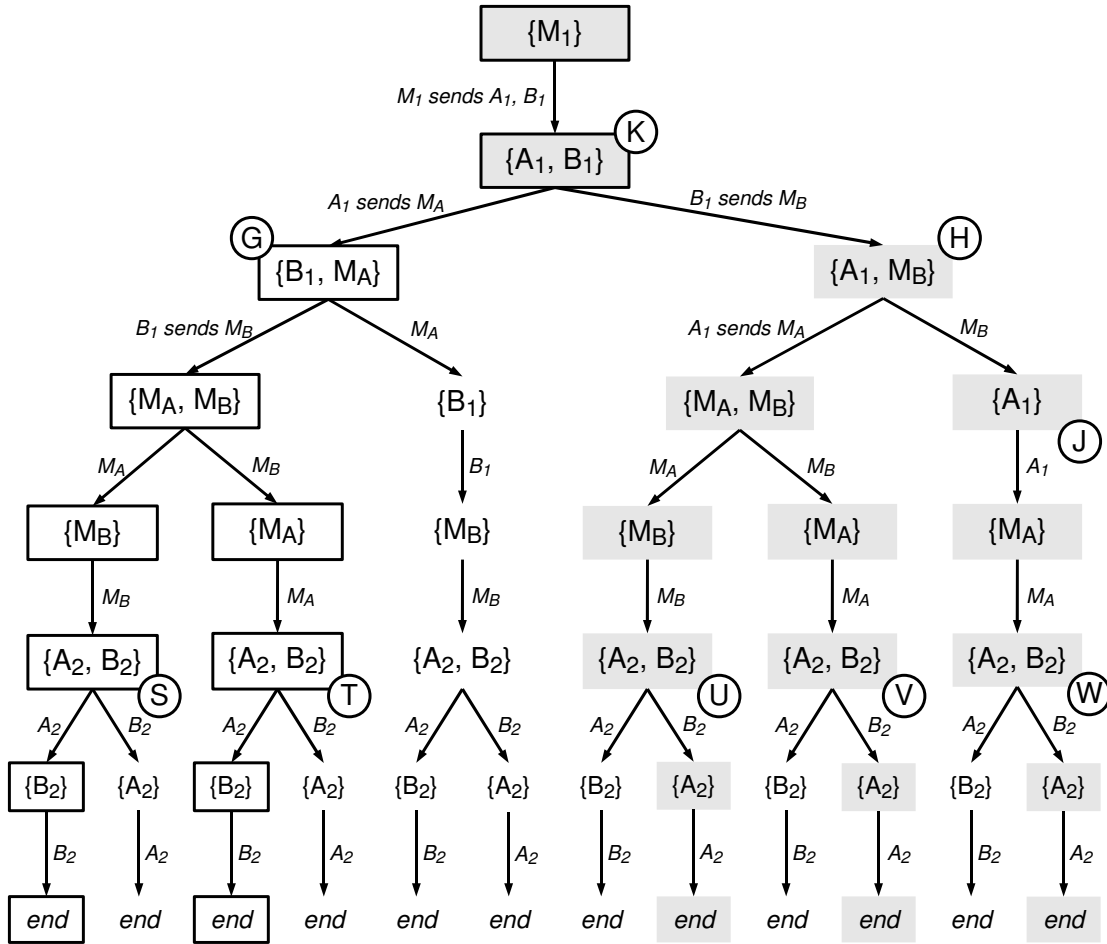 {M1}
M1 sends A1, B1
K
{A1, B1}
A1 sends MA
B1 sends MB
G
H
{B1, MA}
{A1, MB}
B1 sends MB
MA
A1 sends MA
MB
{MA, MB}
{B1}
{MA, MB}
{A1}
J
MA
MB
B1
MA
MB
A1
{MB}
{MA}
{MB}
{MB}
{MA}
{MA}
MB
MA
MB
MB
MA
MA
{A2, B2}
{A2, B2}
{A2, B2}
{A2, B2}
{A2, B2}
{A2, B2}
S
T
U
V
W
A2
B2
A2
B2
A2
B2
A2
B2
A2
B2
A2
B2
{B2}
{A2}
{B2}
{A2}
{B2}
{A2}
{B2}
{A2}
{B2}
{A2}
{B2}
{A2}
B2
A2
B2
A2
B2
A2
B2
A2
B2
A2
B2
A2
end
end
end
end
end
end
end
end
end
end
end
end